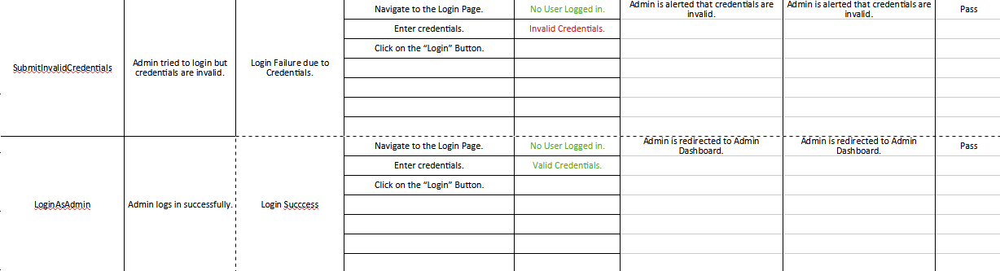 Navigate to the Login Page. No User Logged in. Admin is alerted that credentials are Admin is alerted that credentials are Pass
invalid. invalid.
Enter credentials. Invalid Credentials.
Click on the “Login” Button.
SubmitInvalidCredentials Admin tried to login but Login Failure due to
credentials are invalid. Credentials.
Navigate to the Login Page. No User Logged in. Admin is redirected to Admin Admin is redirected to Admin Pass
Dashboard. Dashboard.
Enter credentials. Valid Credentials.
Click on the “Login” Button.
LoginAsAdmin Admin logs in successfully. Login Succcess